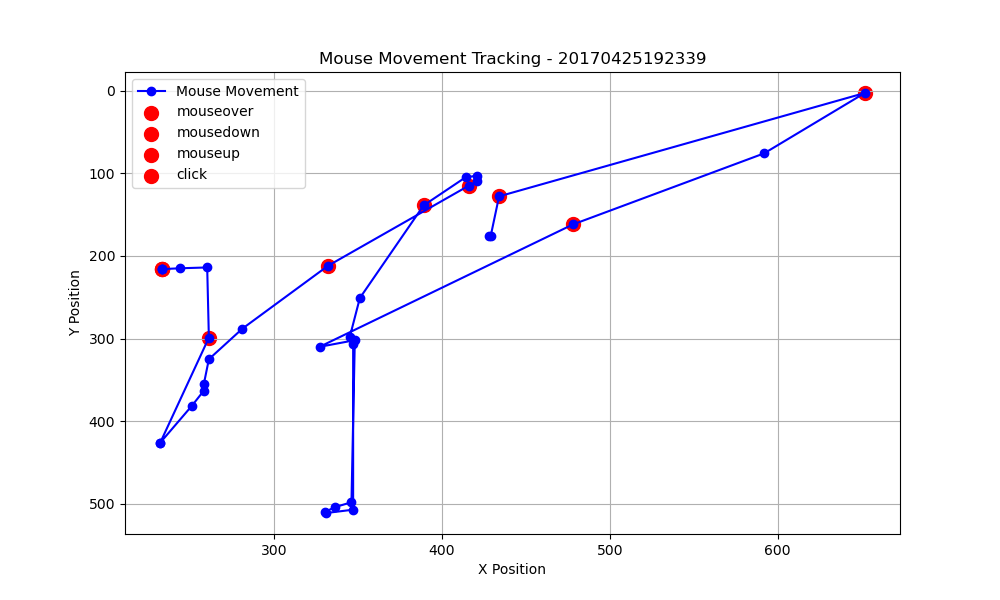 Mouse Movement Tracking - 20170425192339
Mouse Movement
mouseover
mousedown
mouseup
click
0
100
200
300
400
500
Y Position
300
400
500
600
X Position